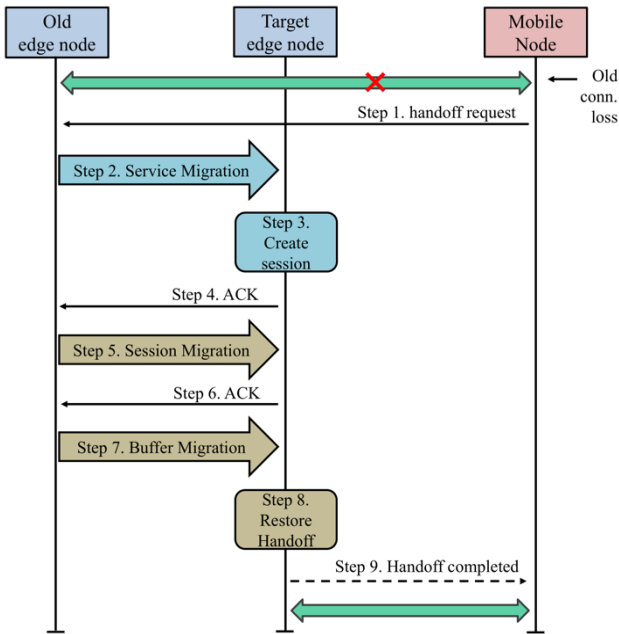 Old
edge node
Target
edge node
Mobile
Node
Old
conn.
loss
Step 1. handoff request
Step 2. Service Migration
Step 3.
Create
session
Step 4. ACK
Step 5. Session Migration
Step 6. ACK
Step 7. Buffer Migration
Step 8.
Restore
Handoff
Step 9. Handoff completed